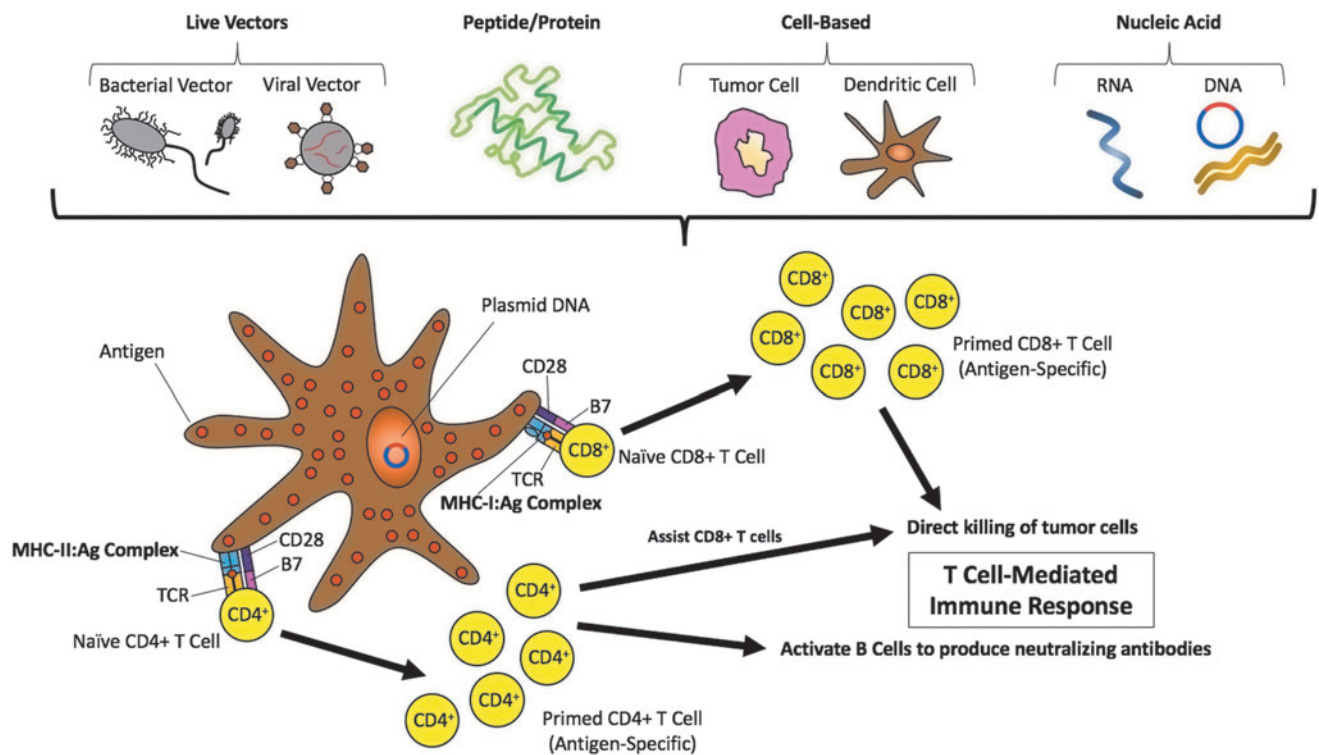 Live Vectors
Peptide/Protein
Cell-Based
Nucleic Acid
Bacterial Vector
Viral Vector
Tumor Cell
Dendritic Cell
RNA
DNA
Plasmid DNA
Antigen
CD28
B7
CD8⁺
Naïve CD8+ T Cell
TCR
MHC-I:Ag Complex
CD8⁺
CD8⁺
CD8⁺
CD8⁺
CD8⁺
CD8⁺
Primed CD8+ T Cell
(Antigen-Specific)
MHC-II:Ag Complex
CD28
B7
TCR
CD4⁺
Naïve CD4+ T Cell
CD4⁺
CD4⁺
CD4⁺
CD4⁺
CD4⁺
Primed CD4+ T Cell
(Antigen-Specific)
Assist CD8+ T cells
Direct killing of tumor cells
T Cell-Mediated
Immune Response
Activate B Cells to produce neutralizing antibodies